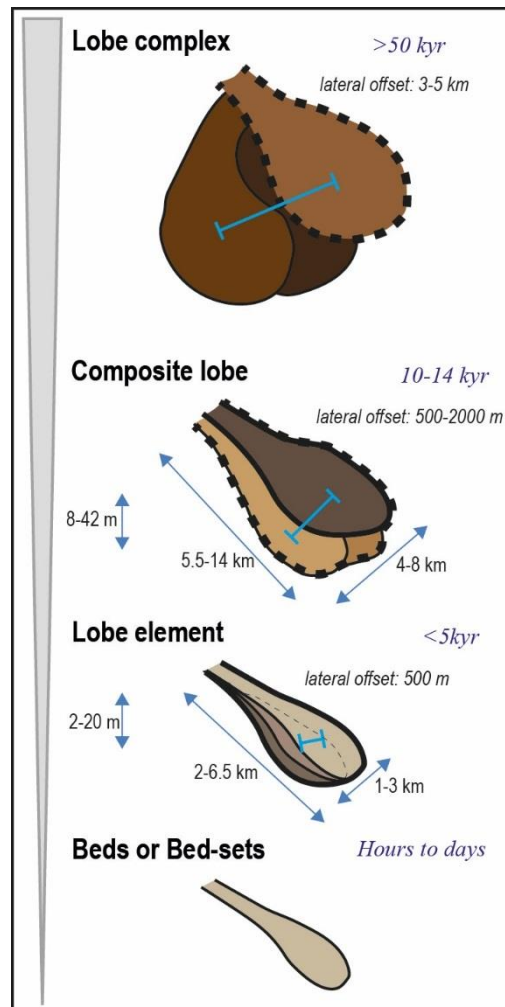 Lobe complex
>50 kyr
lateral offset: 3-5 km
Composite lobe
10-14 kyr
lateral offset: 500-2000 m
8-42 m
5.5-14 km
4-8 km
Lobe element
<5kyr
lateral offset: 500 m
2-20 m
2-6.5 km
1-3 km
Beds or Bed-sets
Hours to days